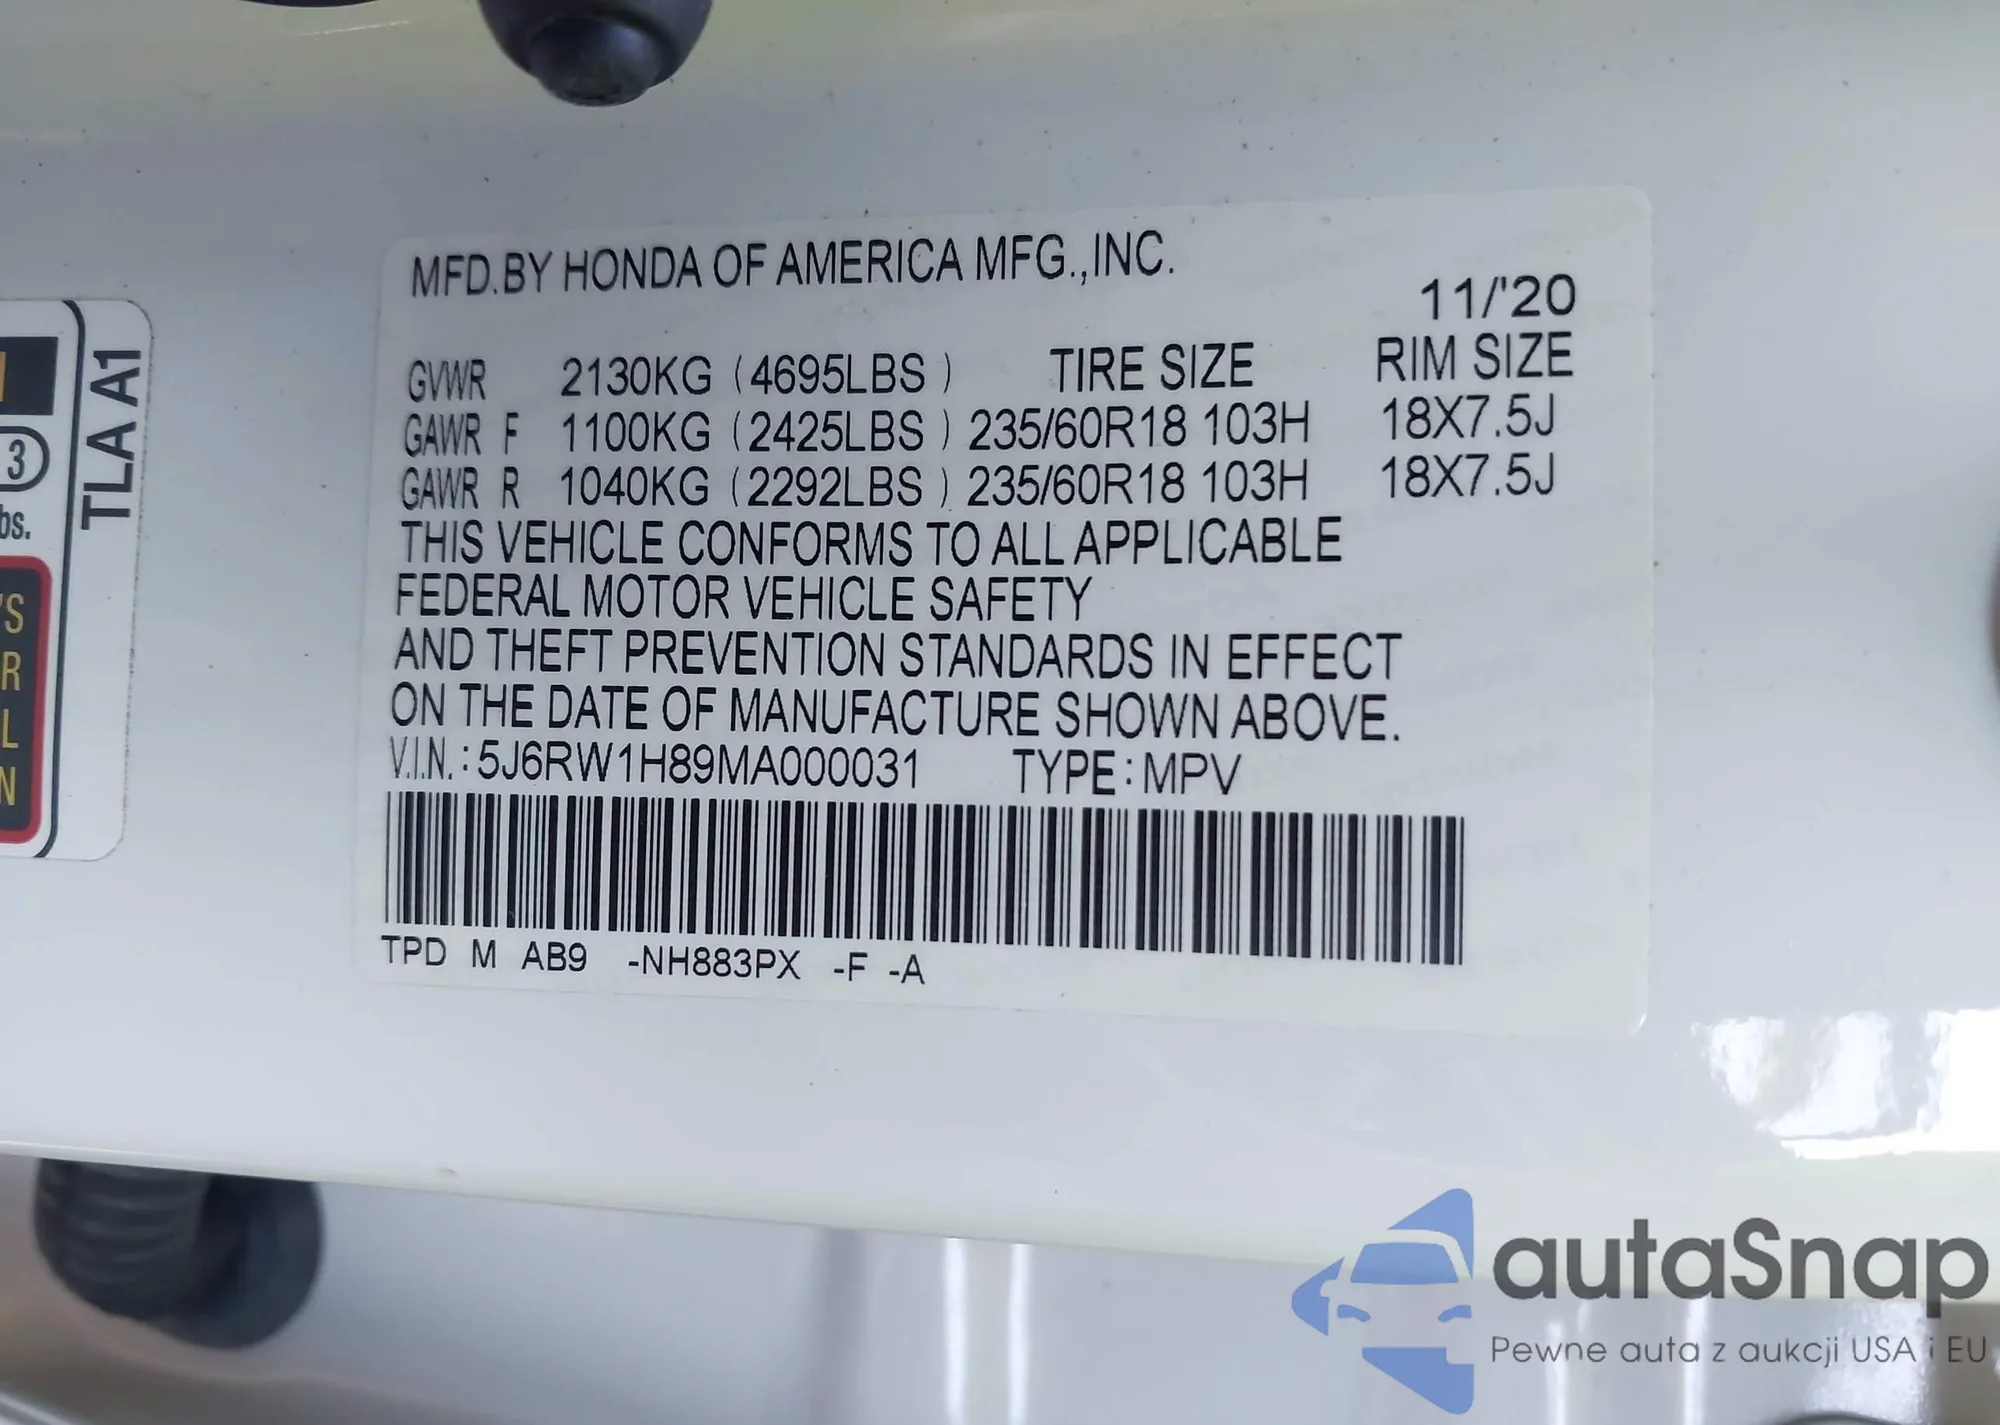 MFD.BY HONDA OF AMERICA MFG.,INC.
11/'20
GVWR 2130KG (4695LBS) TIRE SIZE RIM SIZE
GAWR F 1100KG (2425LBS) 235/60R18 103H 18X7.5J
GAWR R 1040KG (2292LBS) 235/60R18 103H 18X7.5J
THIS VEHICLE CONFORMS TO ALL APPLICABLE
FEDERAL MOTOR VEHICLE SAFETY
AND THEFT PREVENTION STANDARDS IN EFFECT
ON THE DATE OF MANUFACTURE SHOWN ABOVE.
V.I.N.: 5J6RW1H89MA000031 TYPE: MPV
TPD M AB9 -NH883PX -F -A
TLA A1
3
bs.
'S
R
L
N
autaSnap
Pewne auta z aukcji USA i EU